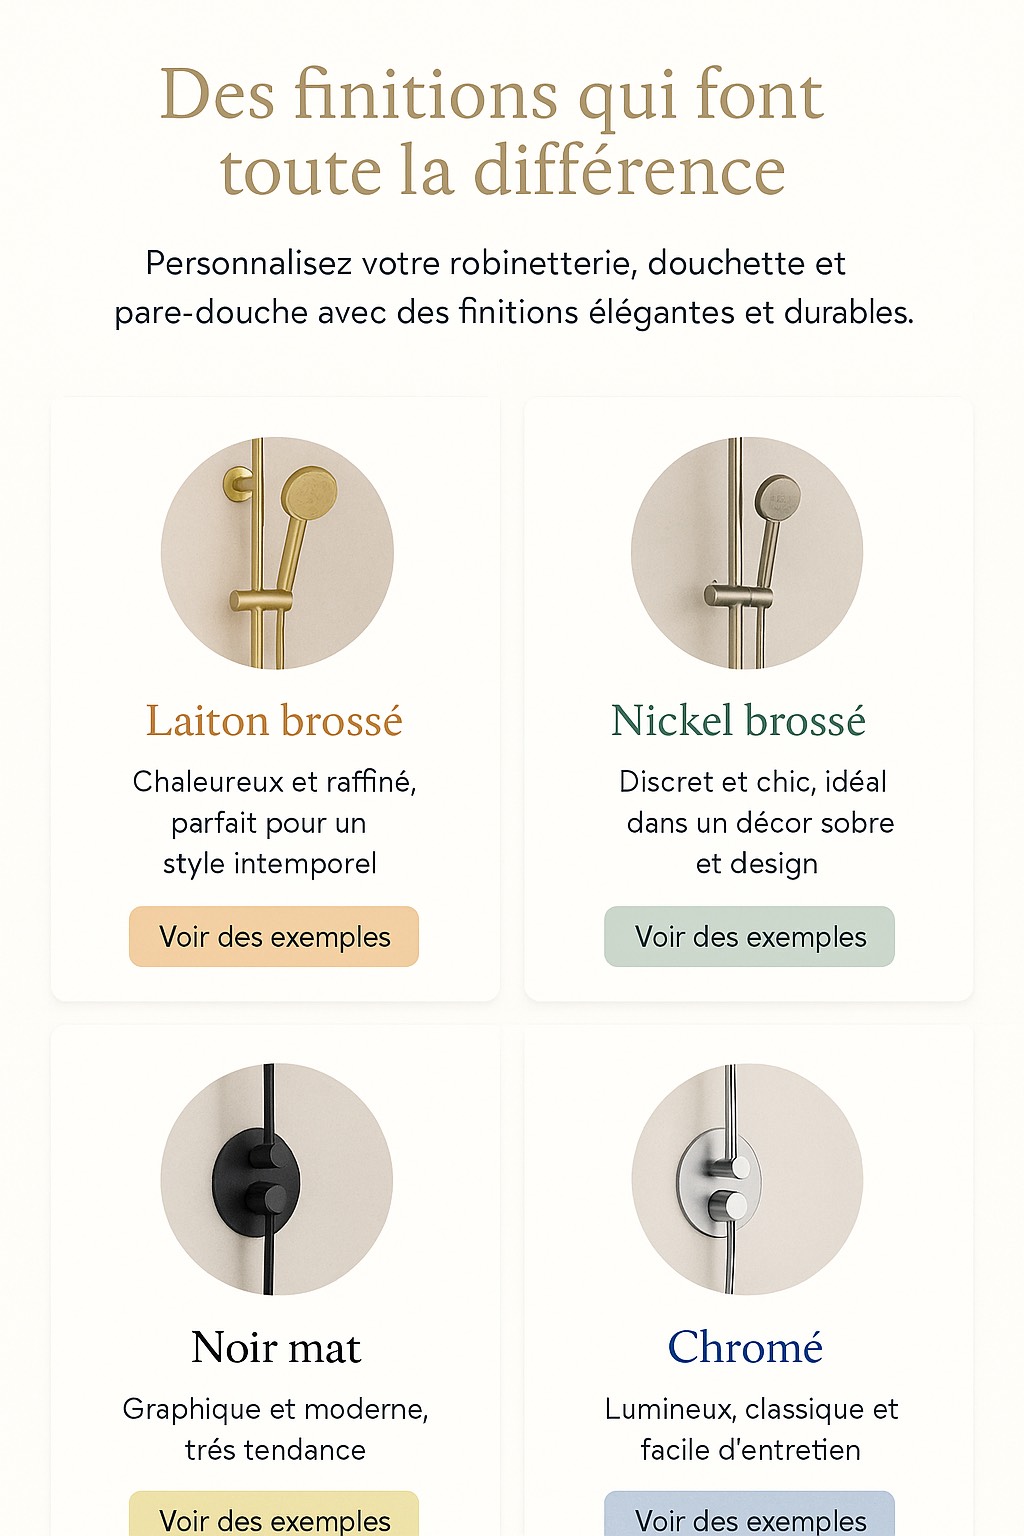 Des finitions qui font
toute la différence
Personnalisez votre robinetterie, douchette et
pare-douche avec des finitions élégantes et durables.
Laiton brossé
Chaleureux et raffiné,
parfait pour un
style intemporel
Voir des exemples
Nickel brossé
Discret et chic, idéal
dans un décor sobre
et design
Voir des exemples
Noir mat
Graphique et moderne,
trés tendance
Voir des exemples
Chromé
Lumineux, classique et
facile d'entretien
Voir des exemples